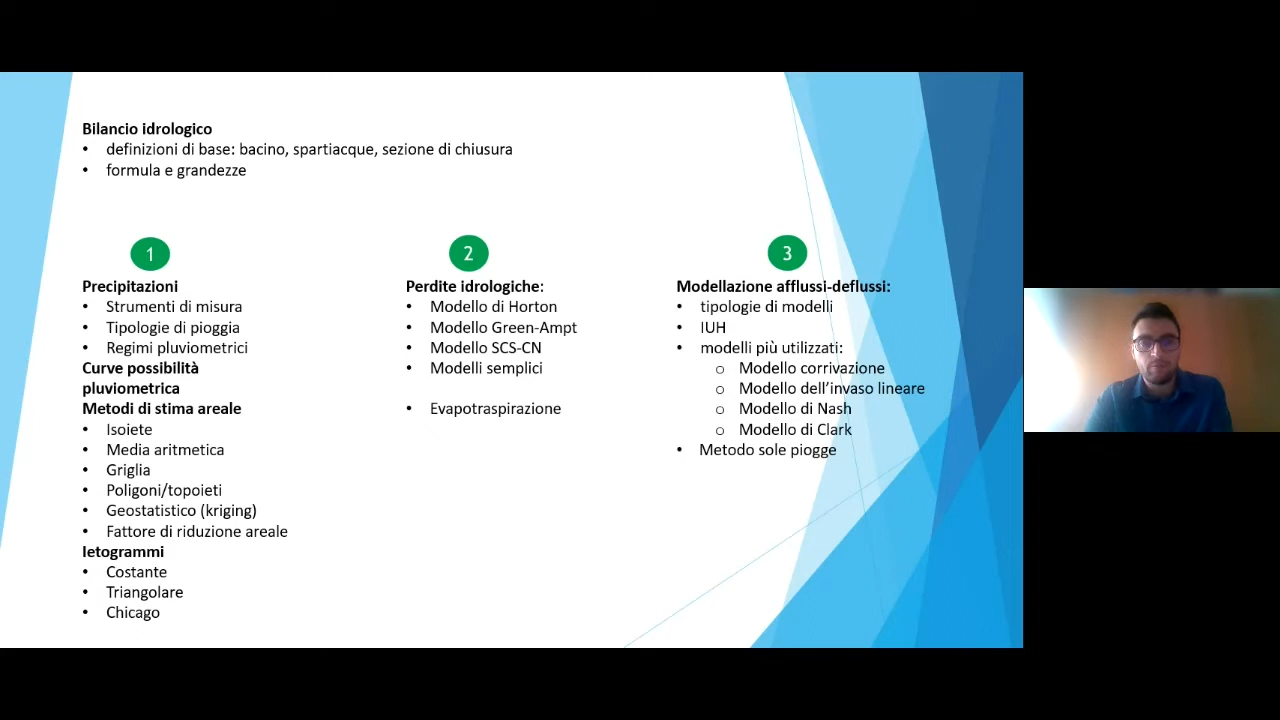 Bilancio idrologico
• definizioni di base: bacino, spartiacque, sezione di chiusura
• formula e grandezze
1
Precipitazioni
• Strumenti di misura
• Tipologie di pioggia
• Regimi pluviometrici
Curve possibilità
pluviometrica
Metodi di stima areale
• Isoiete
• Media aritmetica
• Griglia
• Poligoni/topoieti
• Geostatistico (kriging)
• Fattore di riduzione areale
Ietogrammi
• Costante
• Triangolare
• Chicago
2
Perdite idrologiche:
• Modello di Horton
• Modello Green-Ampt
• Modello SCS-CN
• Modelli semplici
• Evapotraspirazione
3
Modellazione afflussi-deflussi:
• tipologie di modelli
• IUH
• modelli più utilizzati:
o Modello corrivazione
o Modello dell’invaso lineare
o Modello di Nash
o Modello di Clark
• Metodo sole piogge